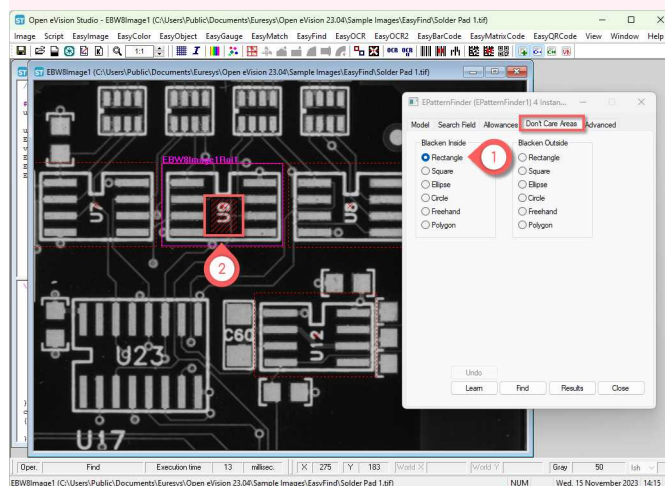 Open eVision Studio - EBW8Image1 (C:\Users\Public\Documents\Euresys\Open eVision 23.04\Sample Images\EasyFind\Solder Pad 1.tif)
Image Script EasyImage EasyColor EasyObject EasyGauge EasyMatch EasyFind EasyOCR EasyOCR2 EasyBarCode EasyMatrixCode EasyQRCode View Window Help
1:1
EBW8Image1 (C:\Users\Public\Documents\Euresys\Open eVision 23.04\Sample Images\EasyFind\Solder Pad 1.tif)
EPatternFinder (EPatternFinder1) 4 Instan...
Model Search Field Allowances Don't Care Areas Advanced
Blacken Inside Blacken Outside
Rectangle Rectangle
Square Square
Ellipse Ellipse
Circle Circle
Freehand Freehand
Polygon Polygon
1
EBW8Image1Roi1
U7 U9 U8
2
C60 U12
U23
U17
Undo
Learn Find Results Close
Oper. Find Execution time 13 millisec. X 275 Y 183 World X World Y Gray 50 Ish
EBW8Image1 (C:\Users\Public\Documents\Euresys\Open eVision 23.04\Sample Images\EasyFind\Solder Pad 1.tif) NUM Wed. 15 November 2023 14:15